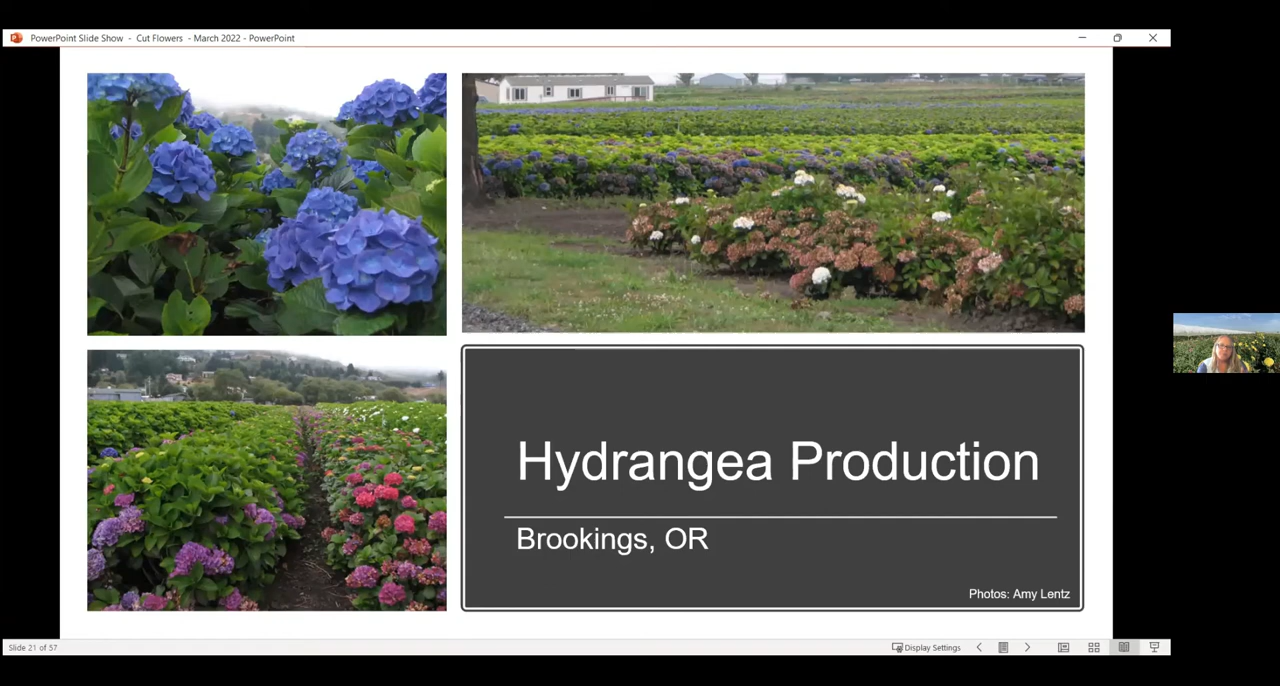 PowerPoint Slide Show - Cut Flowers - March 2022 - PowerPoint
Hydrangea Production
Brookings, OR
Photos: Amy Lentz
Slide 21 of 57
Display Settings